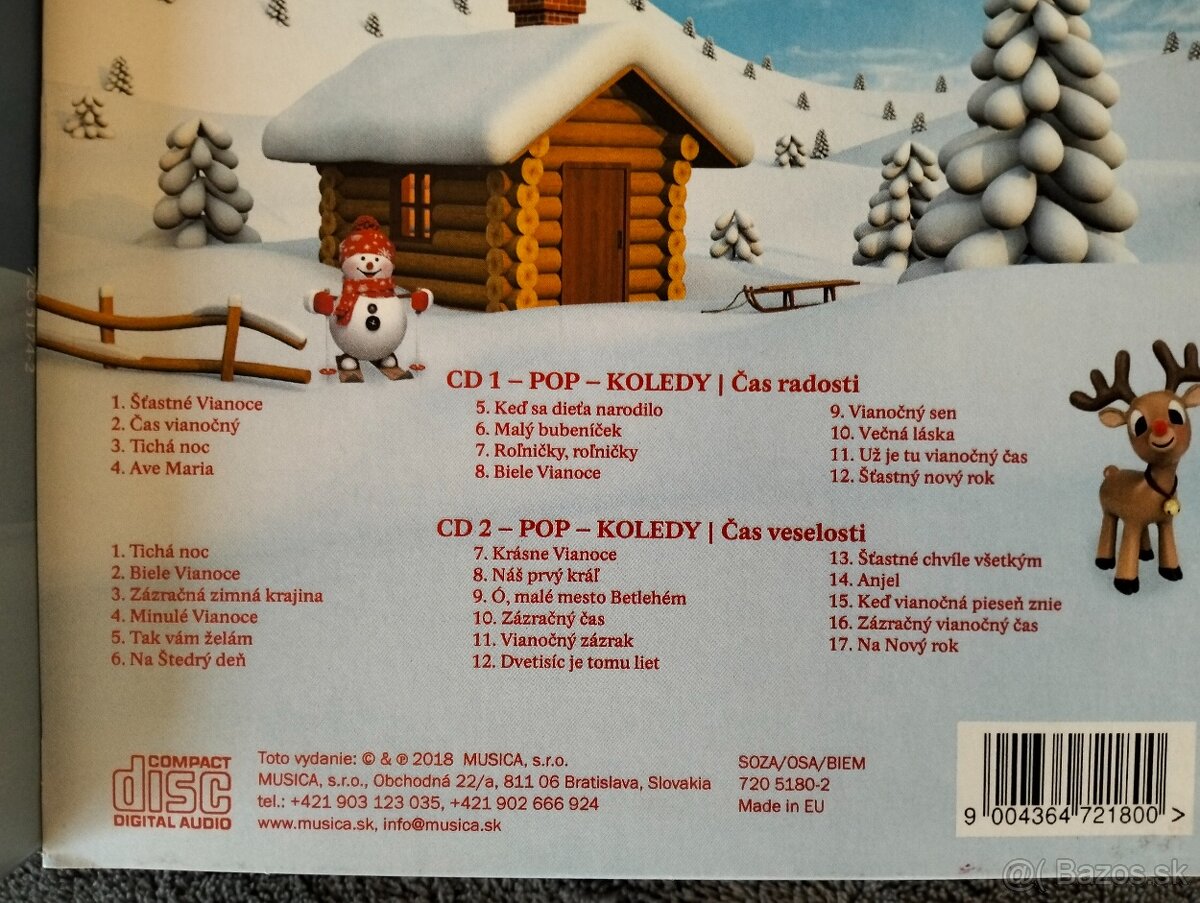 CD 1 – POP – KOLEDY | Čas radosti
1. Šťastné Vianoce
2. Čas vianočný
3. Tichá noc
4. Ave Maria
5. Keď sa dieťa narodilo
6. Malý bubeníček
7. Roľničky, roľničky
8. Biele Vianoce
9. Vianočný sen
10. Večná láska
11. Už je tu vianočný čas
12. Šťastný nový rok
CD 2 – POP – KOLEDY | Čas veselosti
1. Tichá noc
2. Biele Vianoce
3. Zázračná zimná krajina
4. Minulé Vianoce
5. Tak vám želám
6. Na Štedrý deň
7. Krásne Vianoce
8. Náš prvý kráľ
9. Ó, malé mesto Betlehém
10. Zázračný čas
11. Vianočný zázrak
12. Dvetisíc je tomu liet
13. Šťastné chvíle všetkým
14. Anjel
15. Keď vianočná pieseň znie
16. Zázračný vianočný čas
17. Na Nový rok
COMPACT
disc
DIGITAL AUDIO
Toto vydanie: © & ℗ 2018 MUSICA, s.r.o.
MUSICA, s.r.o., Obchodná 22/a, 811 06 Bratislava, Slovakia
tel.: +421 903 123 035, +421 902 666 924
www.musica.sk, info@musica.sk
SOZA/OSA/BIEM
720 5180-2
Made in EU
9 004364 721800 >
@( Bazos.sk